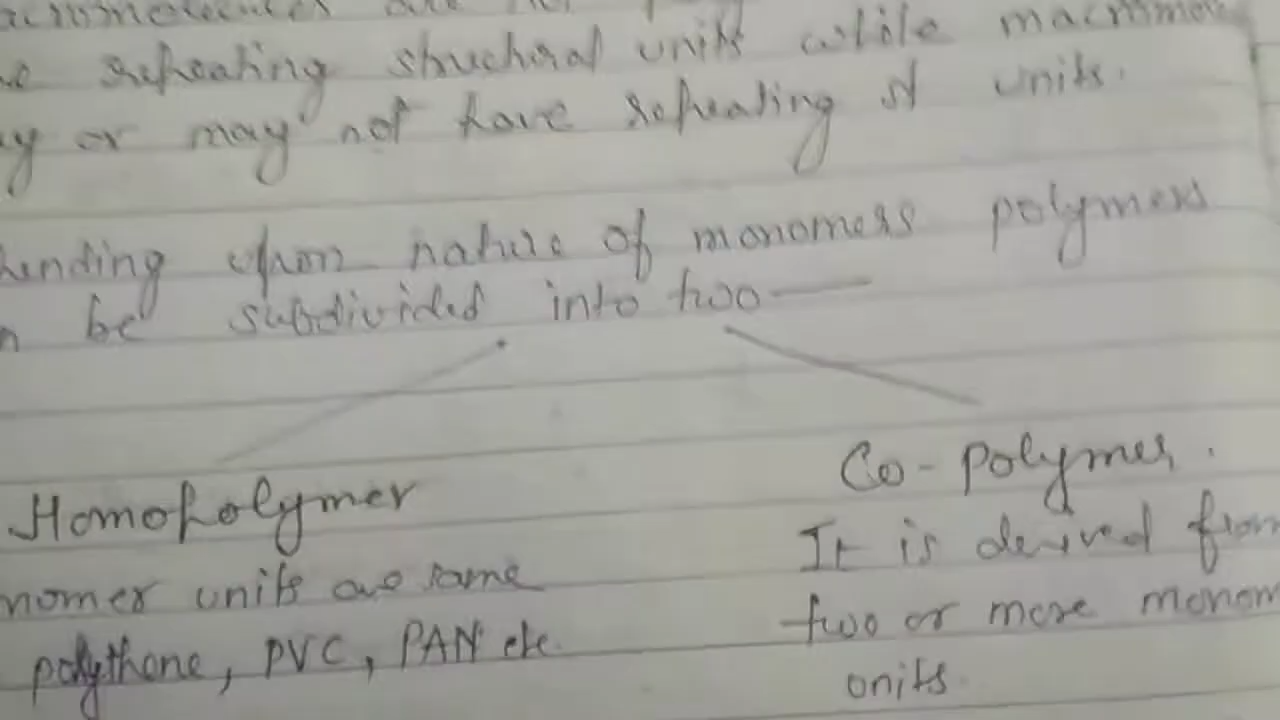 repeating structural units while macromo
y or may not have repeating st units.
pending upon nature of monomers polymers
n be subdivided into two —
Homopolymer
nomer units are same
polythene, PVC, PAN etc.
Co-polymer.
It is derived from
two or more monom
units.